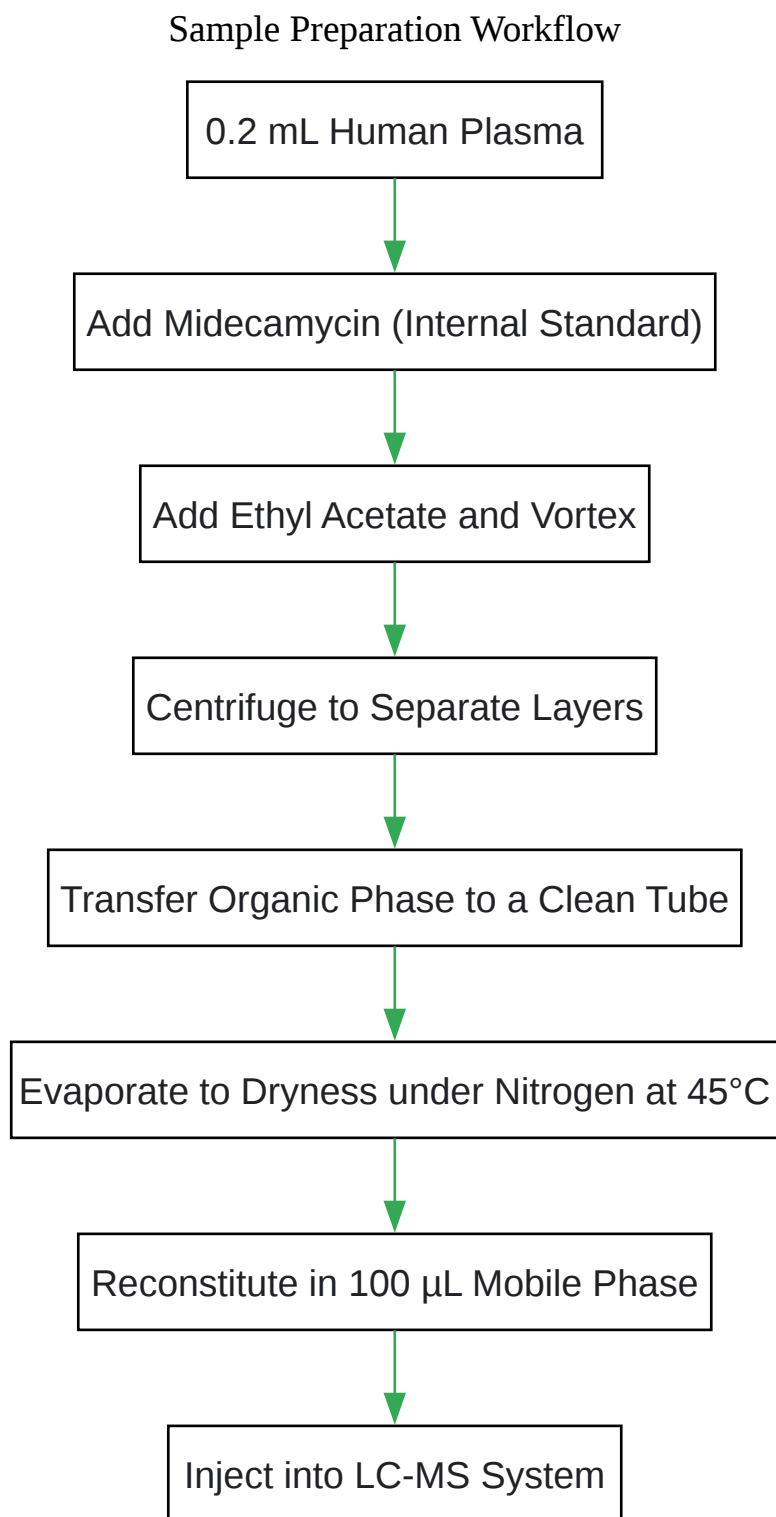 Sample Preparation Workflow
0.2 mL Human Plasma
Add Midecamycin (Internal Standard)
Add Ethyl Acetate and Vortex
Centrifuge to Separate Layers
Transfer Organic Phase to a Clean Tube
Evaporate to Dryness under Nitrogen at 45°C
Reconstitute in 100 µL Mobile Phase
Inject into LC-MS System